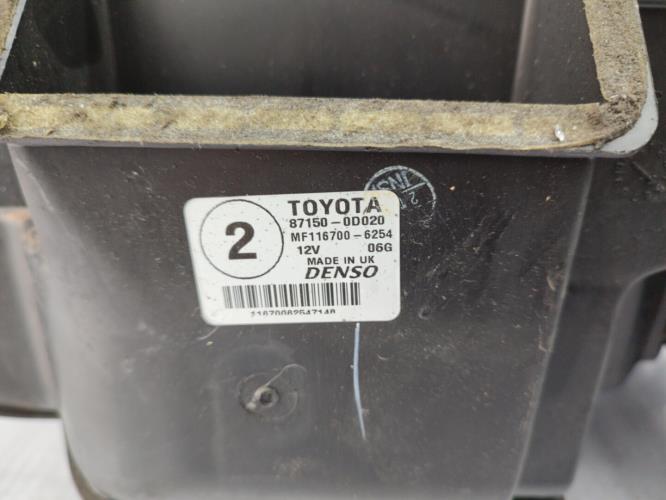 2
TOYOTA
87150-0D020
MF116700-6254
12V 06G
MADE IN UK
DENSO